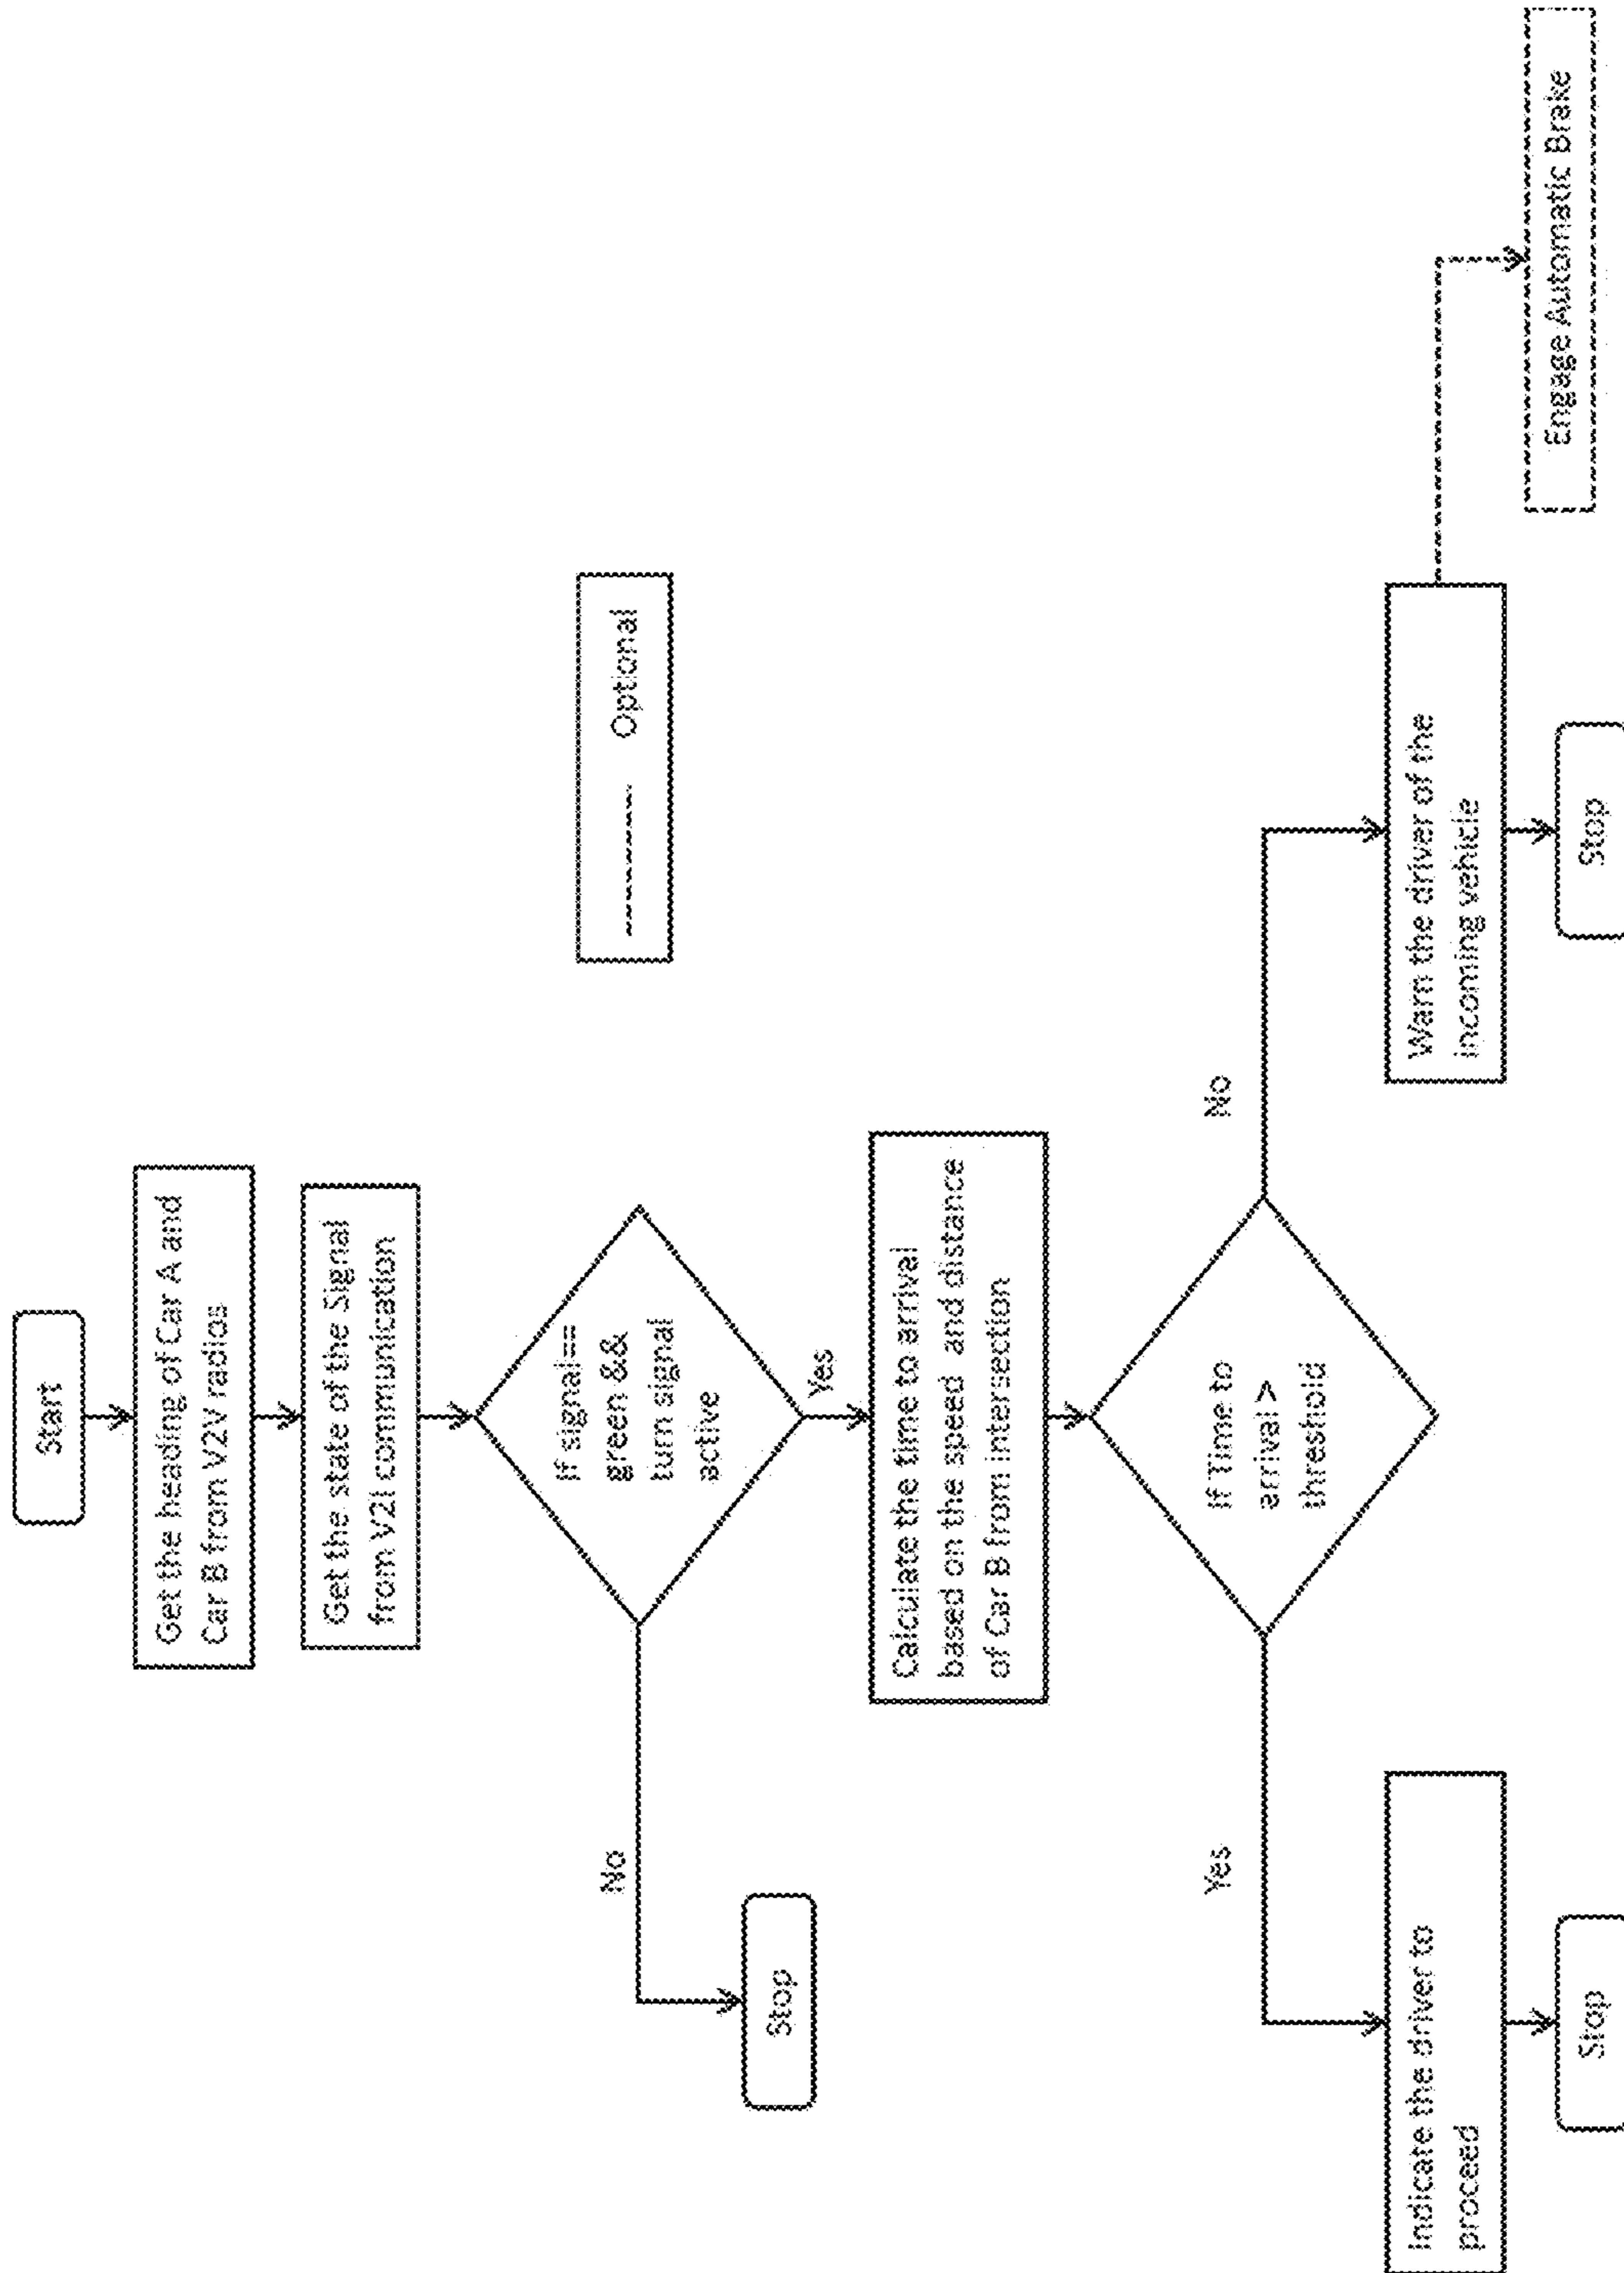 Start
Get the heading of Car A and
Car B from V2V radios
Get the state of the Signal
from V2I communication
If signal==
green &&
turn signal
active
No
Stop
Yes
Optional
Calculate the time to arrival
based on the speed and distance
of Car B from intersection
If Time to
arrival >
threshold
Yes
No
Indicate the driver to
proceed
Stop
Warn the driver of the
incoming vehicle
Stop
Engage Automatic Brake